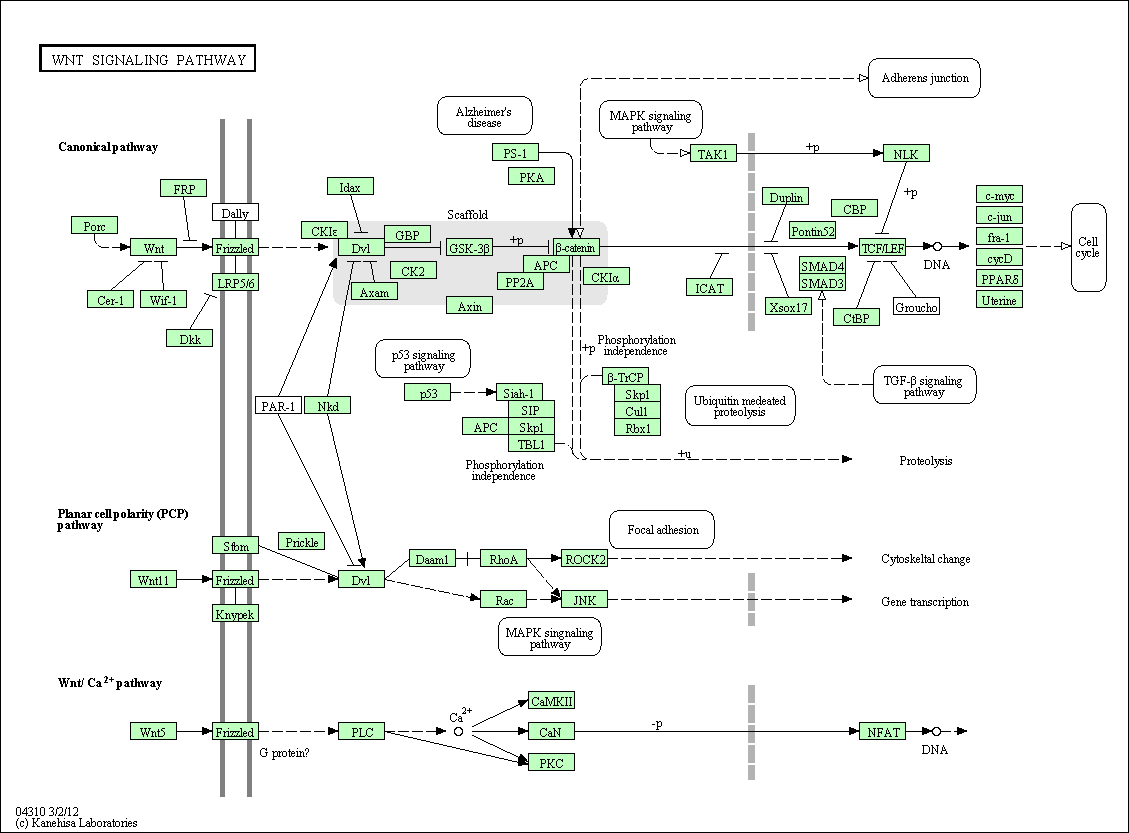 WNT SIGNALING PATHWAY
Adherens junction
Alzheimer's
disease
MAPK signaling
pathway
Canonical pathway
PS-1
TAK1
+p
NLK
PKA
FRP
Idax
+p
Duplin
c-myc
Dally
Scaffold
CBP
c-jun
Porc
CKIε
GBP
Pontin52
fra-1
Cell
cycle
Wnt
Frizzled
Dvl
GSK-3β
+p
β-catenin
TCF/LEF
DNA
cycD
APC
SMAD4
CK2
PP2A
CKIα
SMAD3
PPARδ
LRP5/6
ICAT
Cer-1
Wif-1
Axam
Axin
Xsox17
CtBP
Groucho
Uterine
Dkk
p53 signaling
pathway
+p
Phosphorylation
independence
β-TrCP
TGF-β signaling
pathway
p53
Siah-1
Skp1
Ubiquitin medeated
proteolysis
PAR-1
Nkd
SIP
Cul1
APC
Skp1
Rbx1
TBL1
+u
Proteolysis
Phosphorylation
independence
Planar cell polarity (PCP)
pathway
Focal adhesion
Stbm
Prickle
Daam1
RhoA
ROCK2
Cytoskeltal change
Wnt11
Frizzled
Dvl
Rac
JNK
Gene transcription
Knypek
MAPK singnaling
pathway
Wnt/ Ca2+ pathway
CaMKII
Ca2+
Wnt5
Frizzled
PLC
CaN
-p
NFAT
DNA
G protein?
PKC
04310 3/2/12
(c) Kanehisa Laboratories